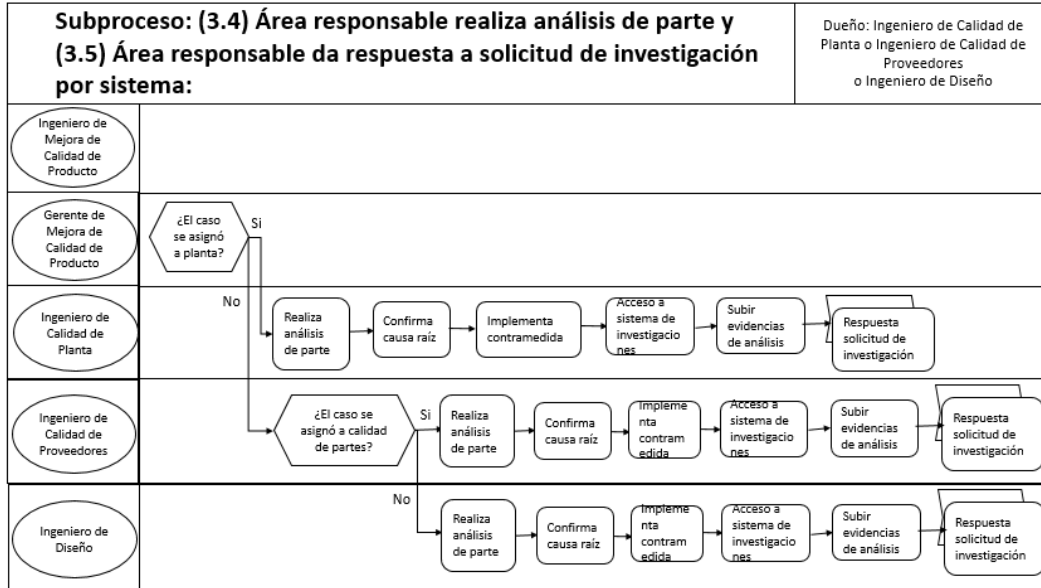 Subproceso: (3.4) Área responsable realiza análisis de parte y
(3.5) Área responsable da respuesta a solicitud de investigación
por sistema:
Dueño: Ingeniero de Calidad de
Planta o Ingeniero de Calidad de
Proveedores
o Ingeniero de Diseño
Ingeniero de
Mejora de
Calidad de
Producto
Gerente de
Mejora de
Calidad de
Producto
¿El caso
se asignó
a planta?
Si
No
Ingeniero de
Calidad de
Planta
Realiza
análisis
de parte
Confirma
causa raíz
Implementa
contramedida
Acceso a
sistema de
investigacio
nes
Subir
evidencias
de análisis
Respuesta
solicitud de
investigación
Ingeniero de
Calidad de
Proveedores
¿El caso se
asignó a calidad
de partes?
Si
No
Realiza
análisis
de parte
Confirma
causa raíz
Impleme
nta
contram
edida
Acceso a
sistema de
investigacio
nes
Subir
evidencias
de análisis
Respuesta
solicitud de
investigación
Ingeniero de
Diseño
Realiza
análisis
de parte
Confirma
causa raíz
Impleme
nta
contram
edida
Acceso a
sistema de
investigacio
nes
Subir
evidencias
de análisis
Respuesta
solicitud de
investigación